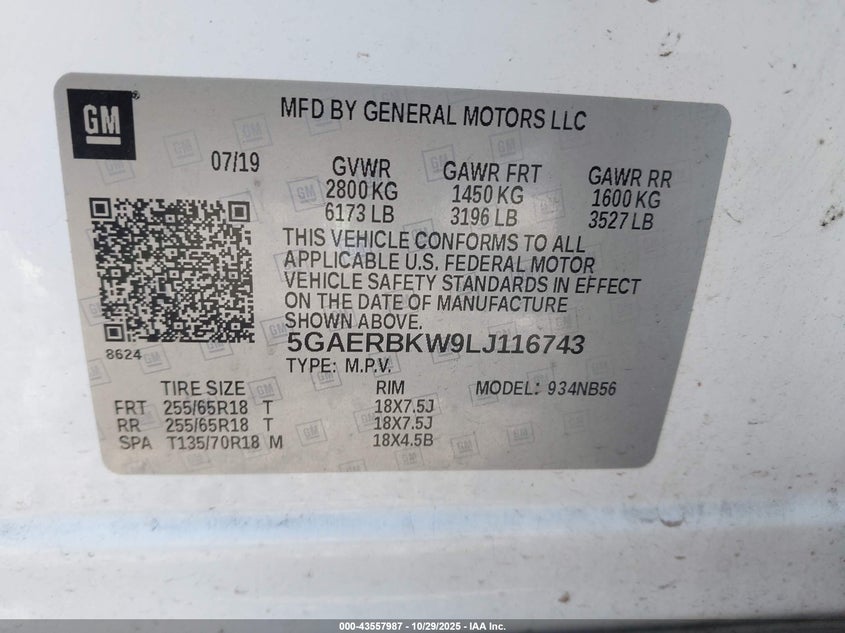 GM
MFD BY GENERAL MOTORS LLC
07/19
GVWR GAWR FRT GAWR RR
2800 KG 1450 KG 1600 KG
6173 LB 3196 LB 3527 LB
THIS VEHICLE CONFORMS TO ALL
APPLICABLE U.S. FEDERAL MOTOR
VEHICLE SAFETY STANDARDS IN EFFECT
ON THE DATE OF MANUFACTURE
SHOWN ABOVE.
8624
5GAERBKW9LJ116743
TYPE: M.P.V.
TIRE SIZE RIM MODEL: 934NB56
FRT 255/65R18 T 18X7.5J
RR 255/65R18 T 18X7.5J
SPA T135/70R18 M 18X4.5B
000-43557987 - 10/29/2025 - IAA Inc.